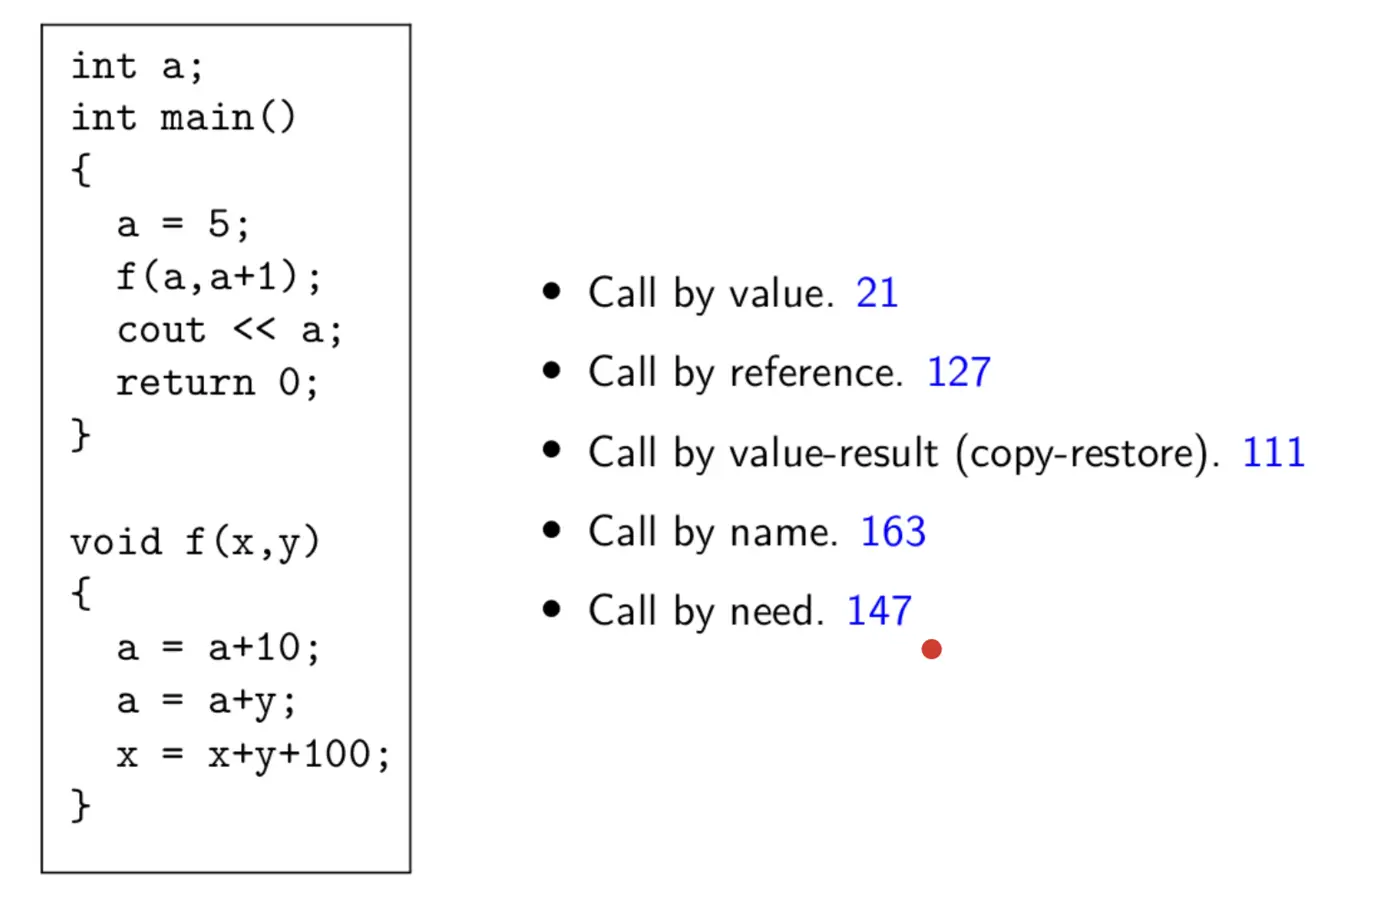 int a;
int main()
{
  a = 5;
  f(a,a+1);
  cout << a;
  return 0;
}
void f(x,y)
{
  a = a+10;
  a = a+y;
  x = x+y+100;
}
• Call by value. 21
• Call by reference. 127
• Call by value-result (copy-restore). 111
• Call by name. 163
• Call by need. 147